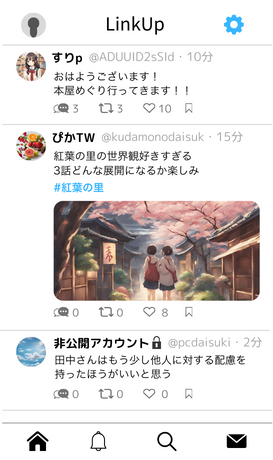 LinkUp
すりp @ADUUID2sSId・10分
おはようございます！
本屋めぐり行ってきます！！
3 3 10
ぴかTW @kudamonodaisuk・15分
紅葉の里の世界観好きすぎる
3話どんな展開になるか楽しみ
#紅葉の里
0 0 8
非公開アカウント @pcdaisuki・2分
田中さんはもう少し他人に対する配慮を
持ったほうがいいと思う
0 0 0